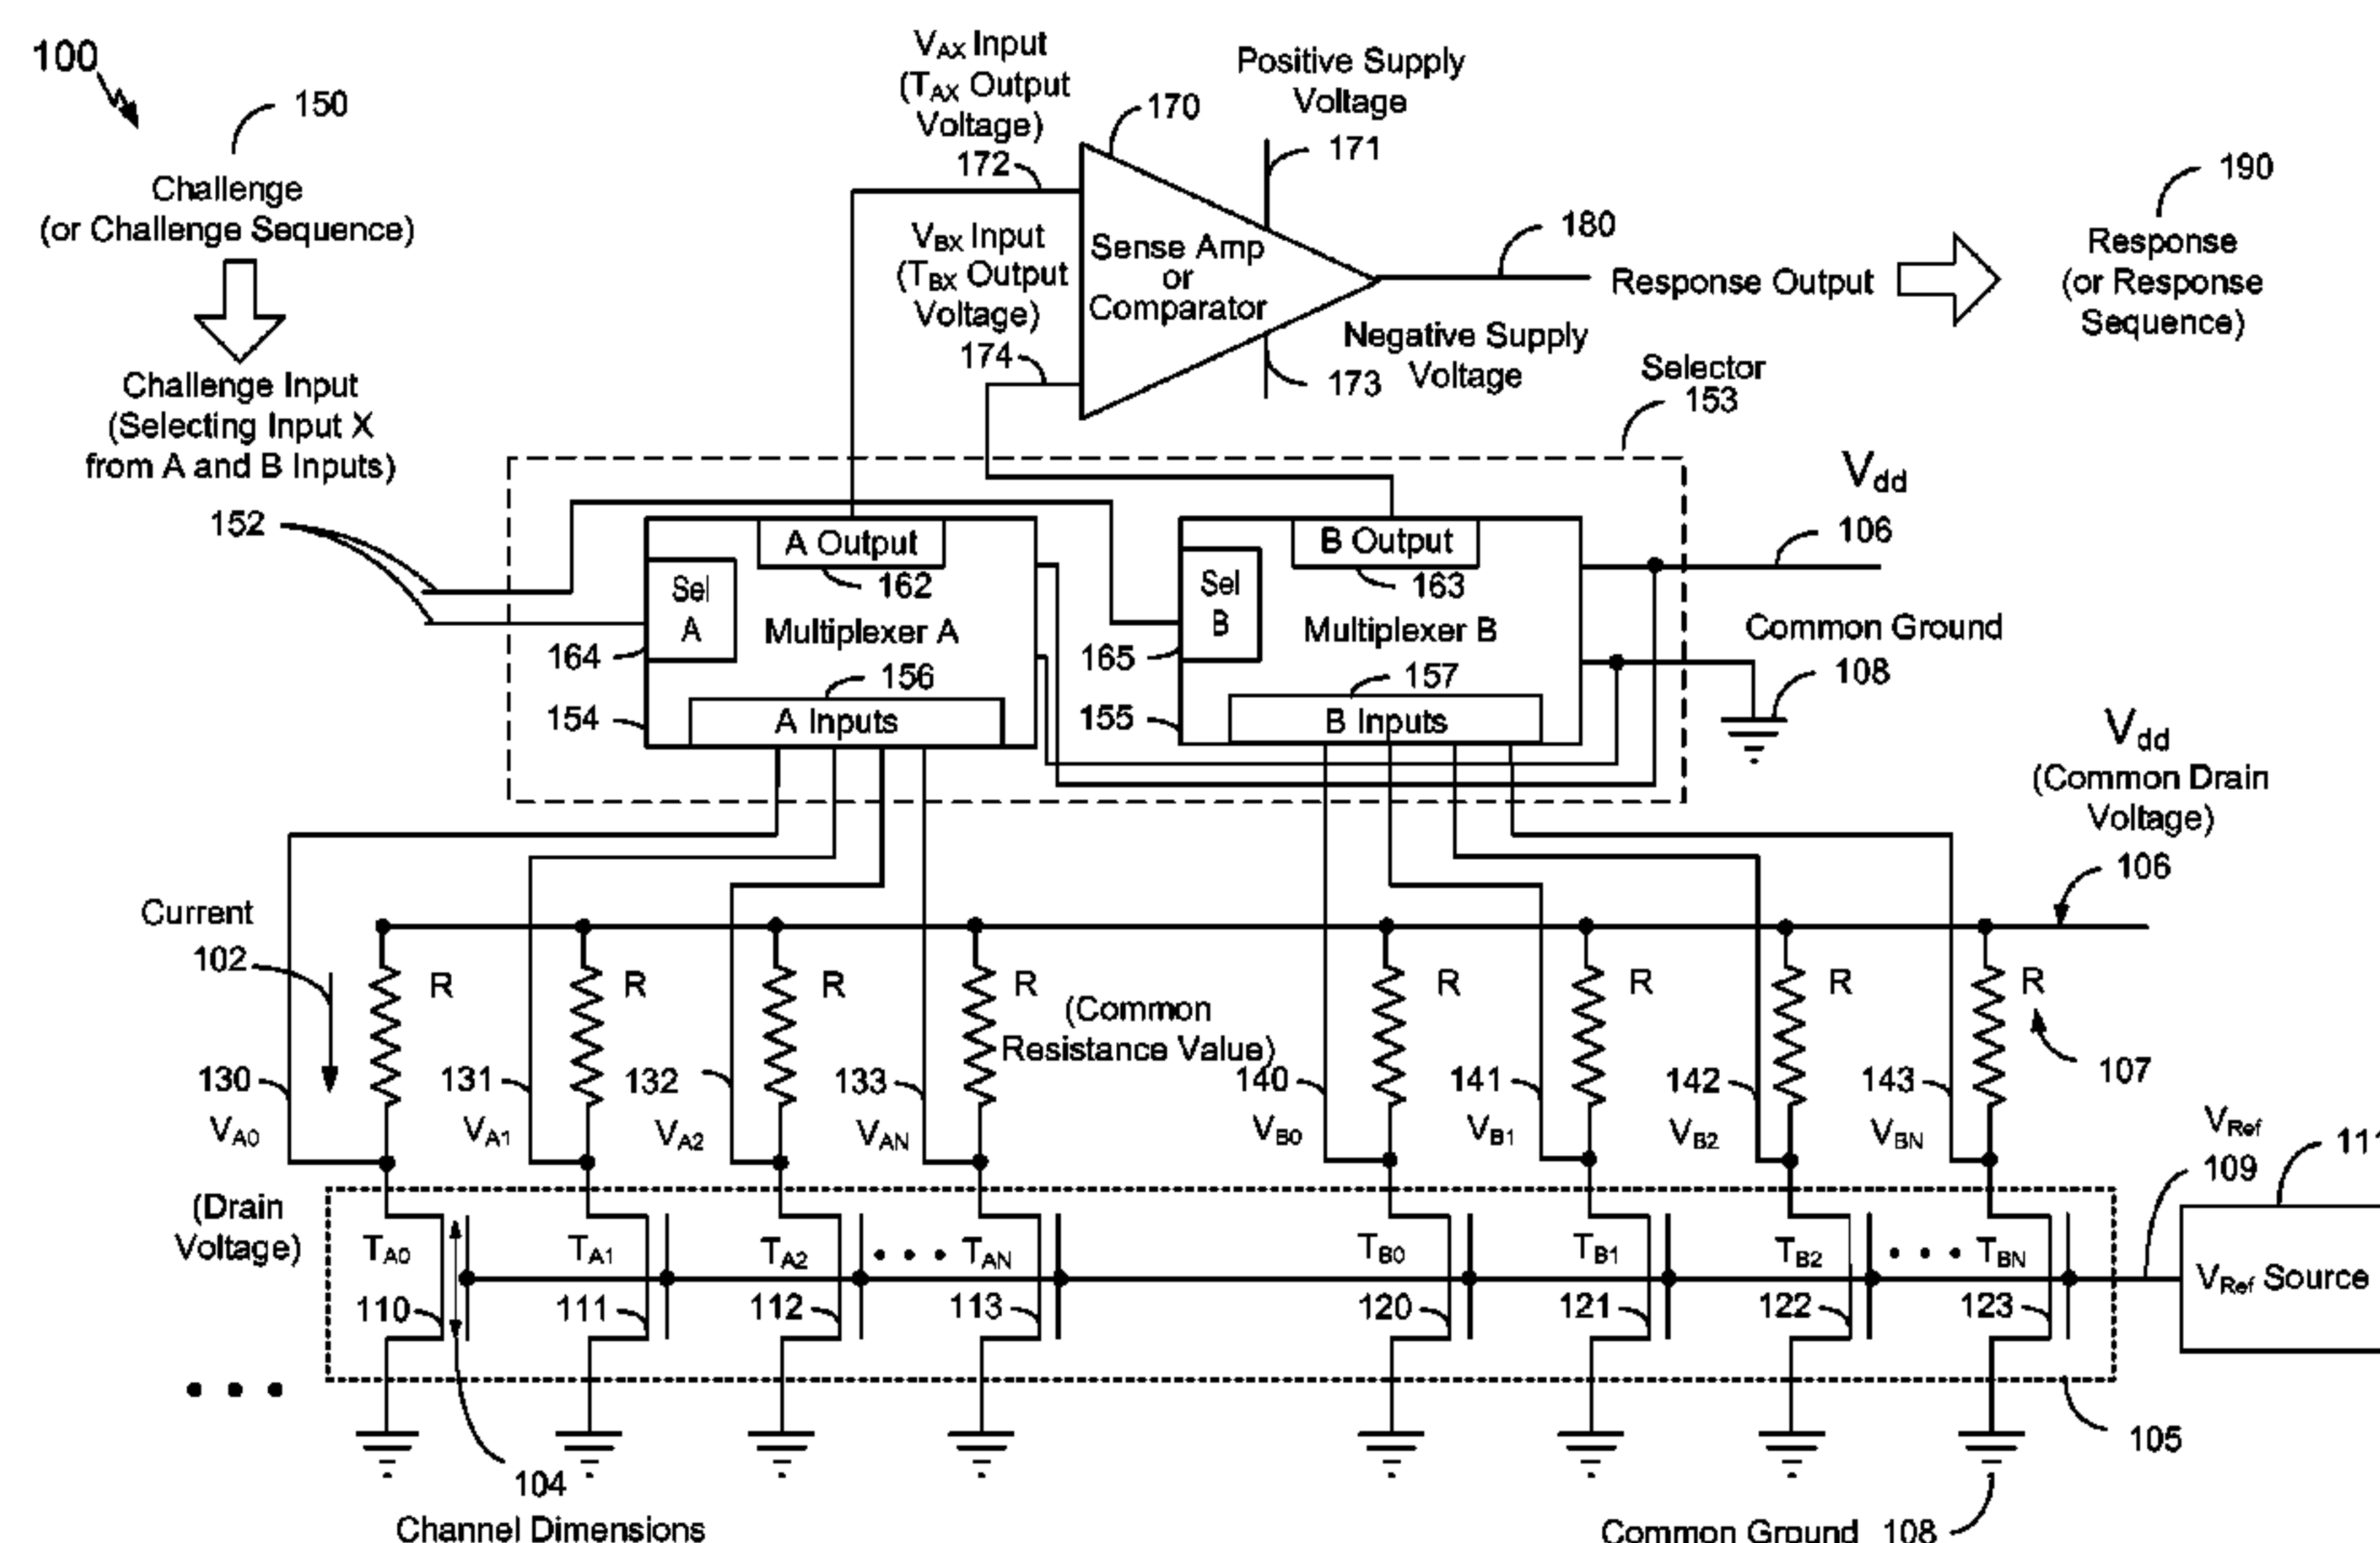 100
150
Challenge
(or Challenge Sequence)
Challenge Input
(Selecting Input X
from A and B Inputs)
152
VAX Input
(TAX Output
Voltage)
172
VBX Input
(TBX Output
Voltage)
174
170
Positive Supply
Voltage
171
Sense Amp
or
Comparator
180
Response Output
Negative Supply
Voltage
173
190
Response
(or Response
Sequence)
Selector
153
Vdd
106
Common Ground
108
A Output
162
Sel
A
Multiplexer A
164
156
154
A Inputs
B Output
163
Sel
B
Multiplexer B
165
157
155
B Inputs
Vdd
(Common Drain
Voltage)
106
Current
102
R
R
R
R
(Common
Resistance Value)
R
R
R
R
107
130
VA0
131
VA1
132
VA2
133
VAN
140
VB0
141
VB1
142
VB2
143
VBN
VRef
109
(Drain
Voltage)
TA0
TA1
TA2
• • •
TAN
TB0
TB1
TB2
• • •
TBN
VRef Source
110
111
112
113
120
121
122
123
• • •
104
Channel Dimensions
105
Common Ground 108